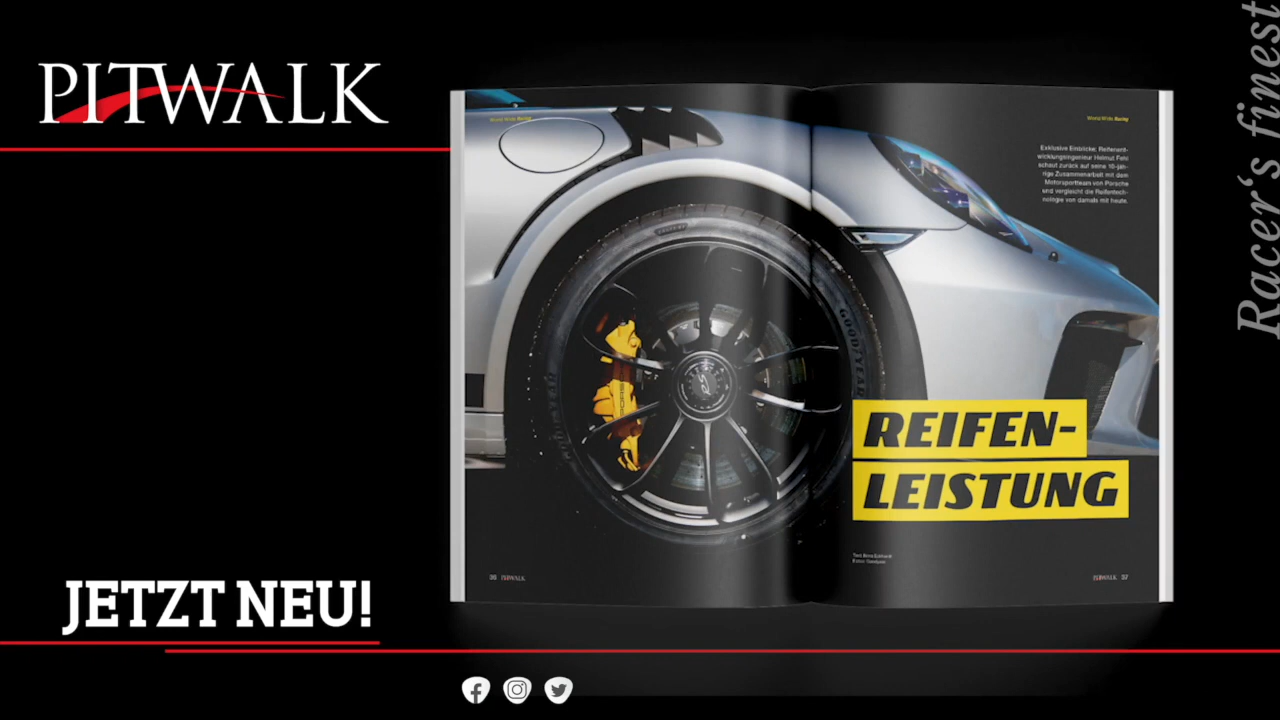 PITWALK
World Wide Racing
World Wide Racing
Exklusive Einblicke: Reifenent-
wicklungsingenieur Helmut Fehl
schaut zurück auf seine 16-jäh-
rige Zusammenarbeit mit dem
Motorsportteam von Porsche
und vergleicht die Reifentech-
nologie von damals mit heute.
Racer's finest
GOODYEAR
RS
REIFEN-
LEISTUNG
36 PITWALK
PITWALK 37
JETZT NEU!